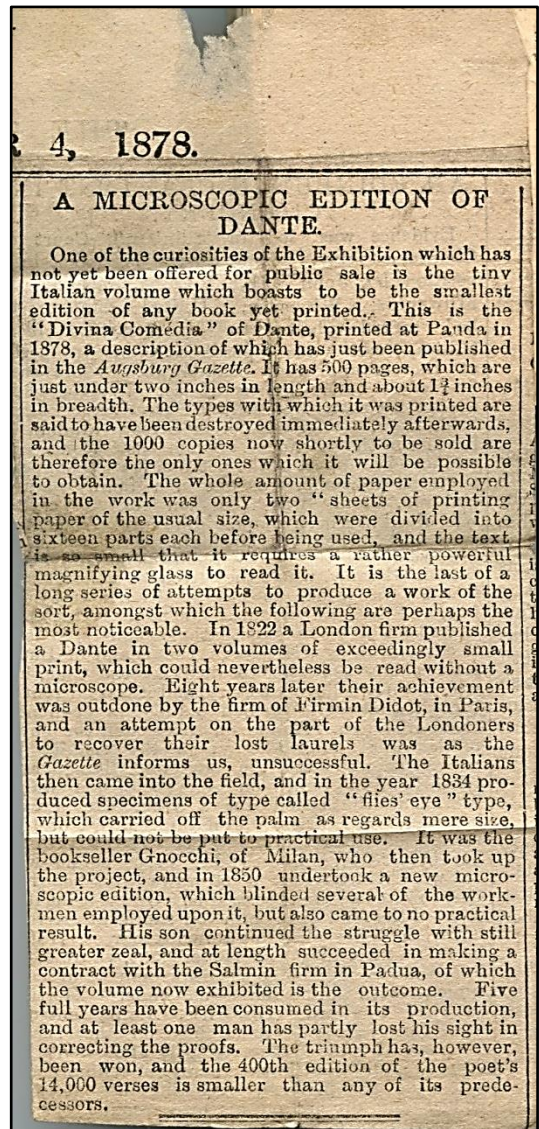 R 4, 1878.
A MICROSCOPIC EDITION OF
DANTE.
One of the curiosities of the Exhibition which has
not yet been offered for public sale is the tiny
Italian volume which boasts to be the smallest
edition of any book yet printed. This is the
"Divina Comédia" of Dante, printed at Pauda in
1878, a description of which has just been published
in the Augsburg Gazette. It has 500 pages, which are
just under two inches in length and about 1¾ inches
in breadth. The types with which it was printed are
said to have been destroyed immediately afterwards,
and the 1000 copies now shortly to be sold are
therefore the only ones which it will be possible
to obtain. The whole amount of paper employed
in the work was only two "sheets of printing
paper of the usual size, which were divided into
sixteen parts each before being used, and the text
is so small that it requires a rather powerful
magnifying glass to read it. It is the last of a
long series of attempts to produce a work of the
sort, amongst which the following are perhaps the
most noticeable. In 1822 a London firm published
a Dante in two volumes of exceedingly small
print, which could nevertheless be read without a
microscope. Eight years later their achievement
was outdone by the firm of Firmin Didot, in Paris,
and an attempt on the part of the Londoners
to recover their lost laurels was as the
Gazette informs us, unsuccessful. The Italians
then came into the field, and in the year 1834 pro-
duced specimens of type called "flies' eye" type,
which carried off the palm as regards mere size,
but could not be put to practical use. It was the
bookseller Gnocchi, of Milan, who then took up
the project, and in 1850 undertook a new micro-
scopic edition, which blinded several of the work-
men employed upon it, but also came to no practical
result. His son continued the struggle with still
greater zeal, and at length succeeded in making a
contract with the Salmin firm in Padua, of which
the volume now exhibited is the outcome. Five
full years have been consumed in its production,
and at least one man has partly lost his sight in
correcting the proofs. The triumph has, however,
been won, and the 400th edition of the poet's
14,000 verses is smaller than any of its prede-
cessors.